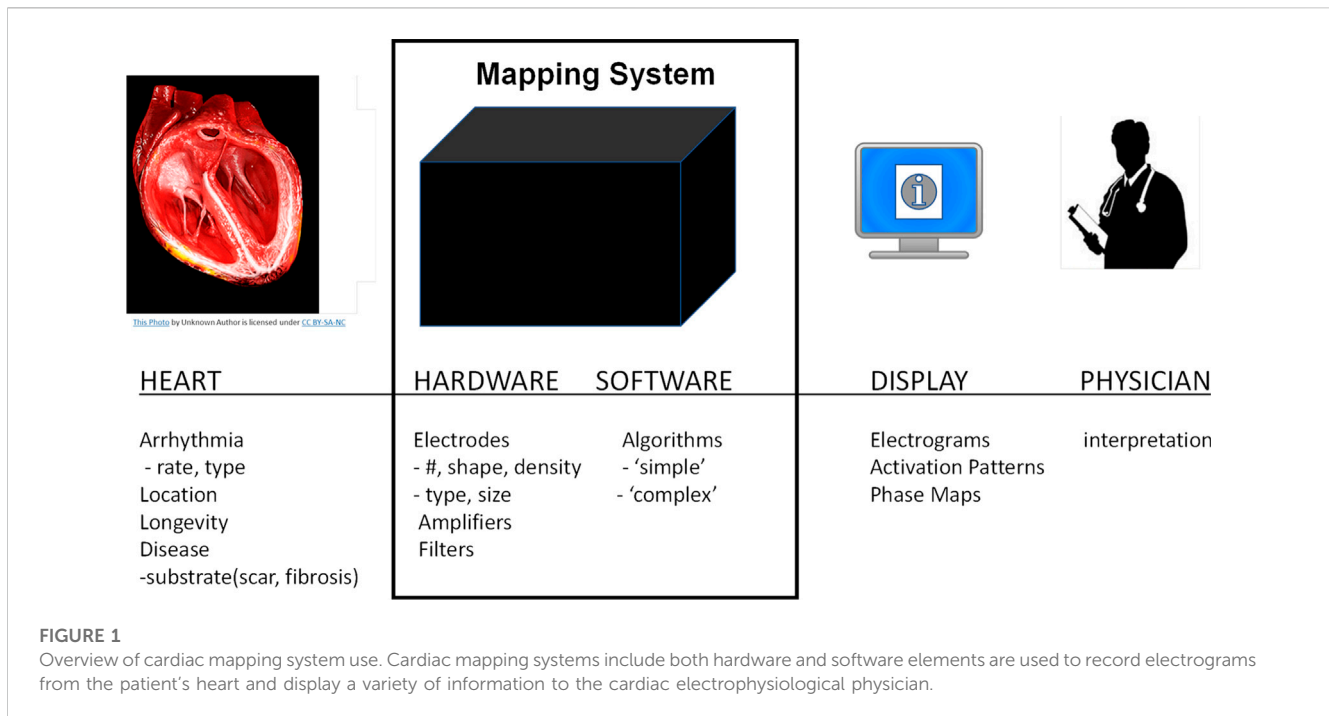 Mapping System
This Photo by Unknown Author is licensed under CC BY-SA-NC
HEART
HARDWARE
SOFTWARE
DISPLAY
PHYSICIAN
Arrhythmia
- rate, type
Location
Longevity
Disease
-substrate(scar, fibrosis)
Electrodes
- #, shape, density
- type, size
Amplifiers
Filters
Algorithms
- ‘simple’
- ‘complex’
Electrograms
Activation Patterns
Phase Maps
interpretation
FIGURE 1
Overview of cardiac mapping system use. Cardiac mapping systems include both hardware and software elements are used to record electrograms
from the patient’s heart and display a variety of information to the cardiac electrophysiological physician.